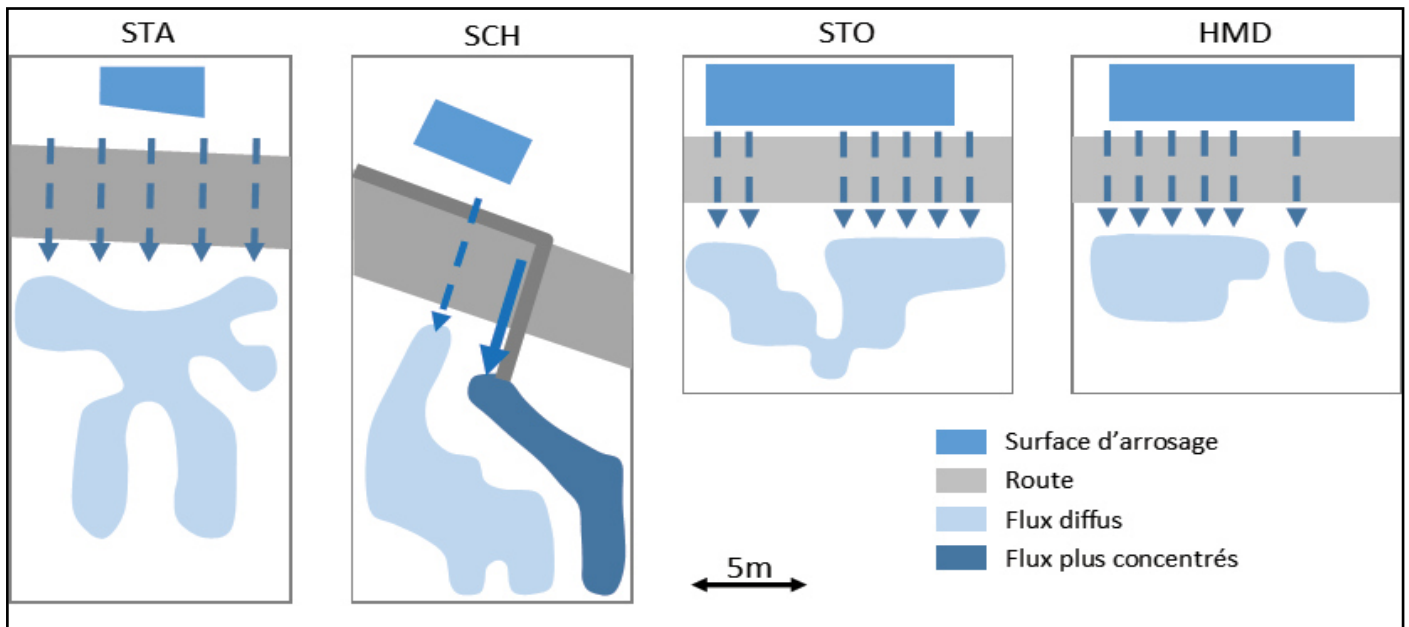 STA
SCH
STO
HMD
Surface d'arrosage
Route
Flux diffus
Flux plus concentrés
5m